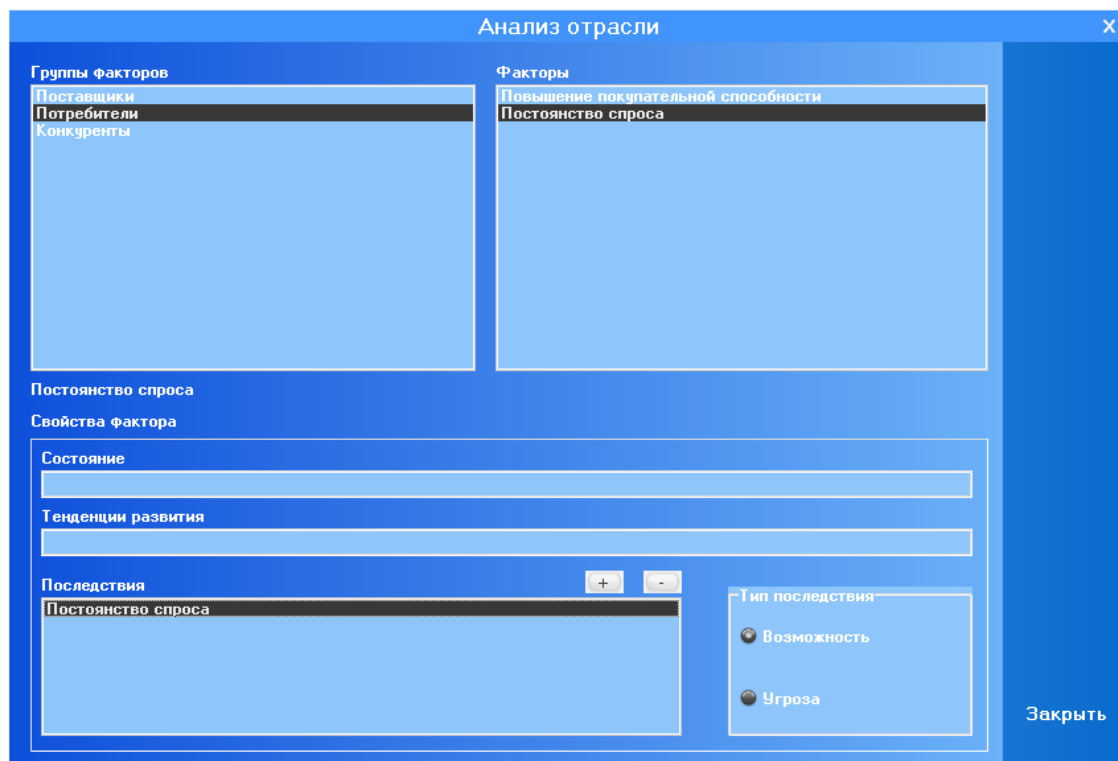 Анализ отрасли
X
Группы факторов
Поставщики
Потребители
Конкуренты
Факторы
Повышение покупательной способности
Постоянство спроса
Постоянство спроса
Свойства фактора
Состояние
Тенденции развития
Последствия
+
-
Постоянство спроса
Тип последствия
Возможность
Угроза
Закрыть